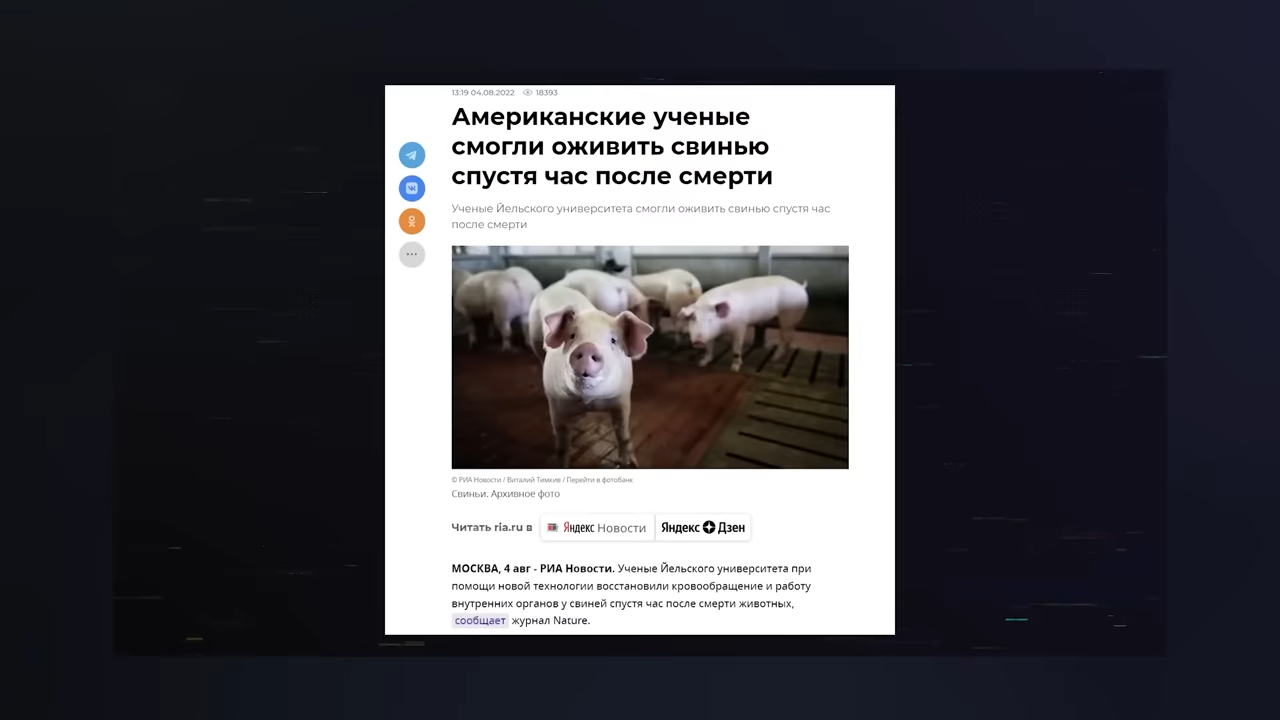 13:19 04.08.2022 18393
Американские ученые
смогли оживить свинью
спустя час после смерти
Ученые Йельского университета смогли оживить свинью спустя час
после смерти
© РИА Новости / Виталий Тимкив / Перейти в фотобанк
Свиньи. Архивное фото
Читать ria.ru в Яндекс Новости Яндекс Дзен
МОСКВА, 4 авг - РИА Новости. Ученые Йельского университета при
помощи новой технологии восстановили кровообращение и работу
внутренних органов у свиней спустя час после смерти животных,
сообщает журнал Nature.